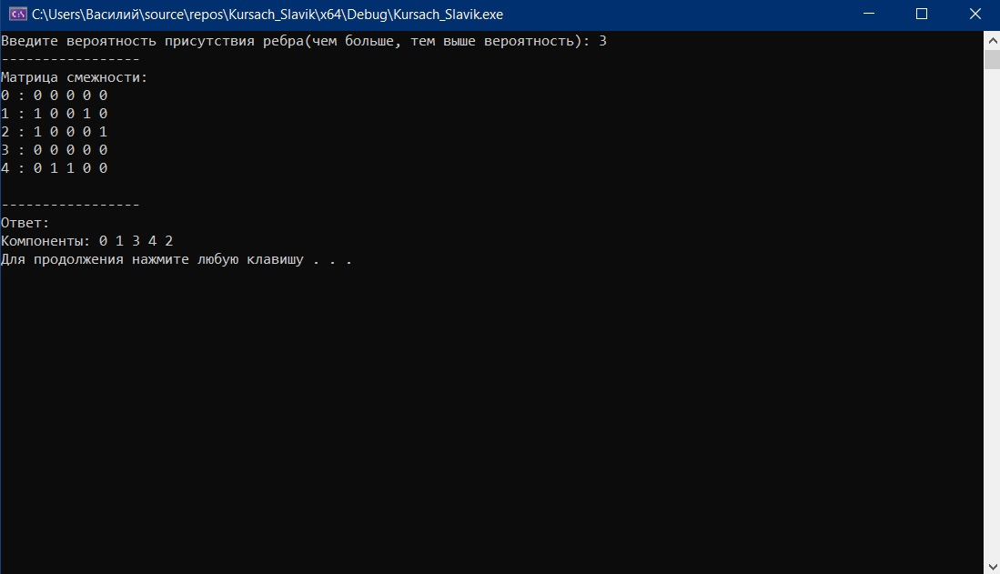 C:\Users\Василий\source\repos\Kursach_Slavik\x64\Debug\Kursach_Slavik.exe
Введите вероятность присутствия ребра(чем больше, тем выше вероятность): 3
-----------------
Матрица смежности:
0 : 0 0 0 0 0
1 : 1 0 0 1 0
2 : 1 0 0 0 1
3 : 0 0 0 0 0
4 : 0 1 1 0 0
-----------------
Ответ:
Компоненты: 0 1 3 4 2
Для продолжения нажмите любую клавишу . . .